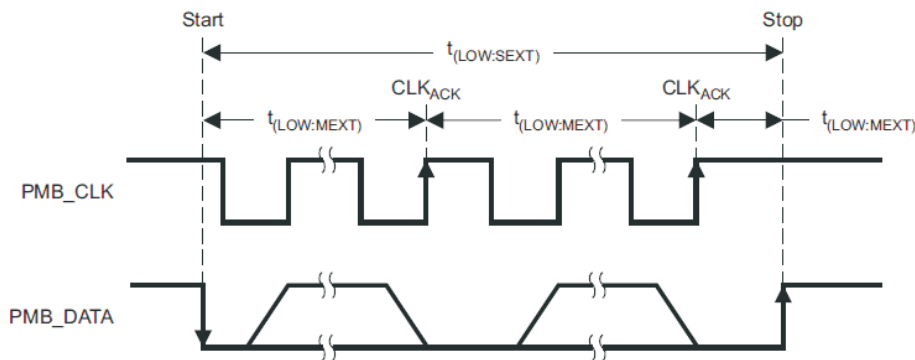 Start Stop
t(LOW:SEXT)
CLKACK CLKACK
t(LOW:MEXT) t(LOW:MEXT) t(LOW:MEXT)
PMB_CLK
PMB_DATA